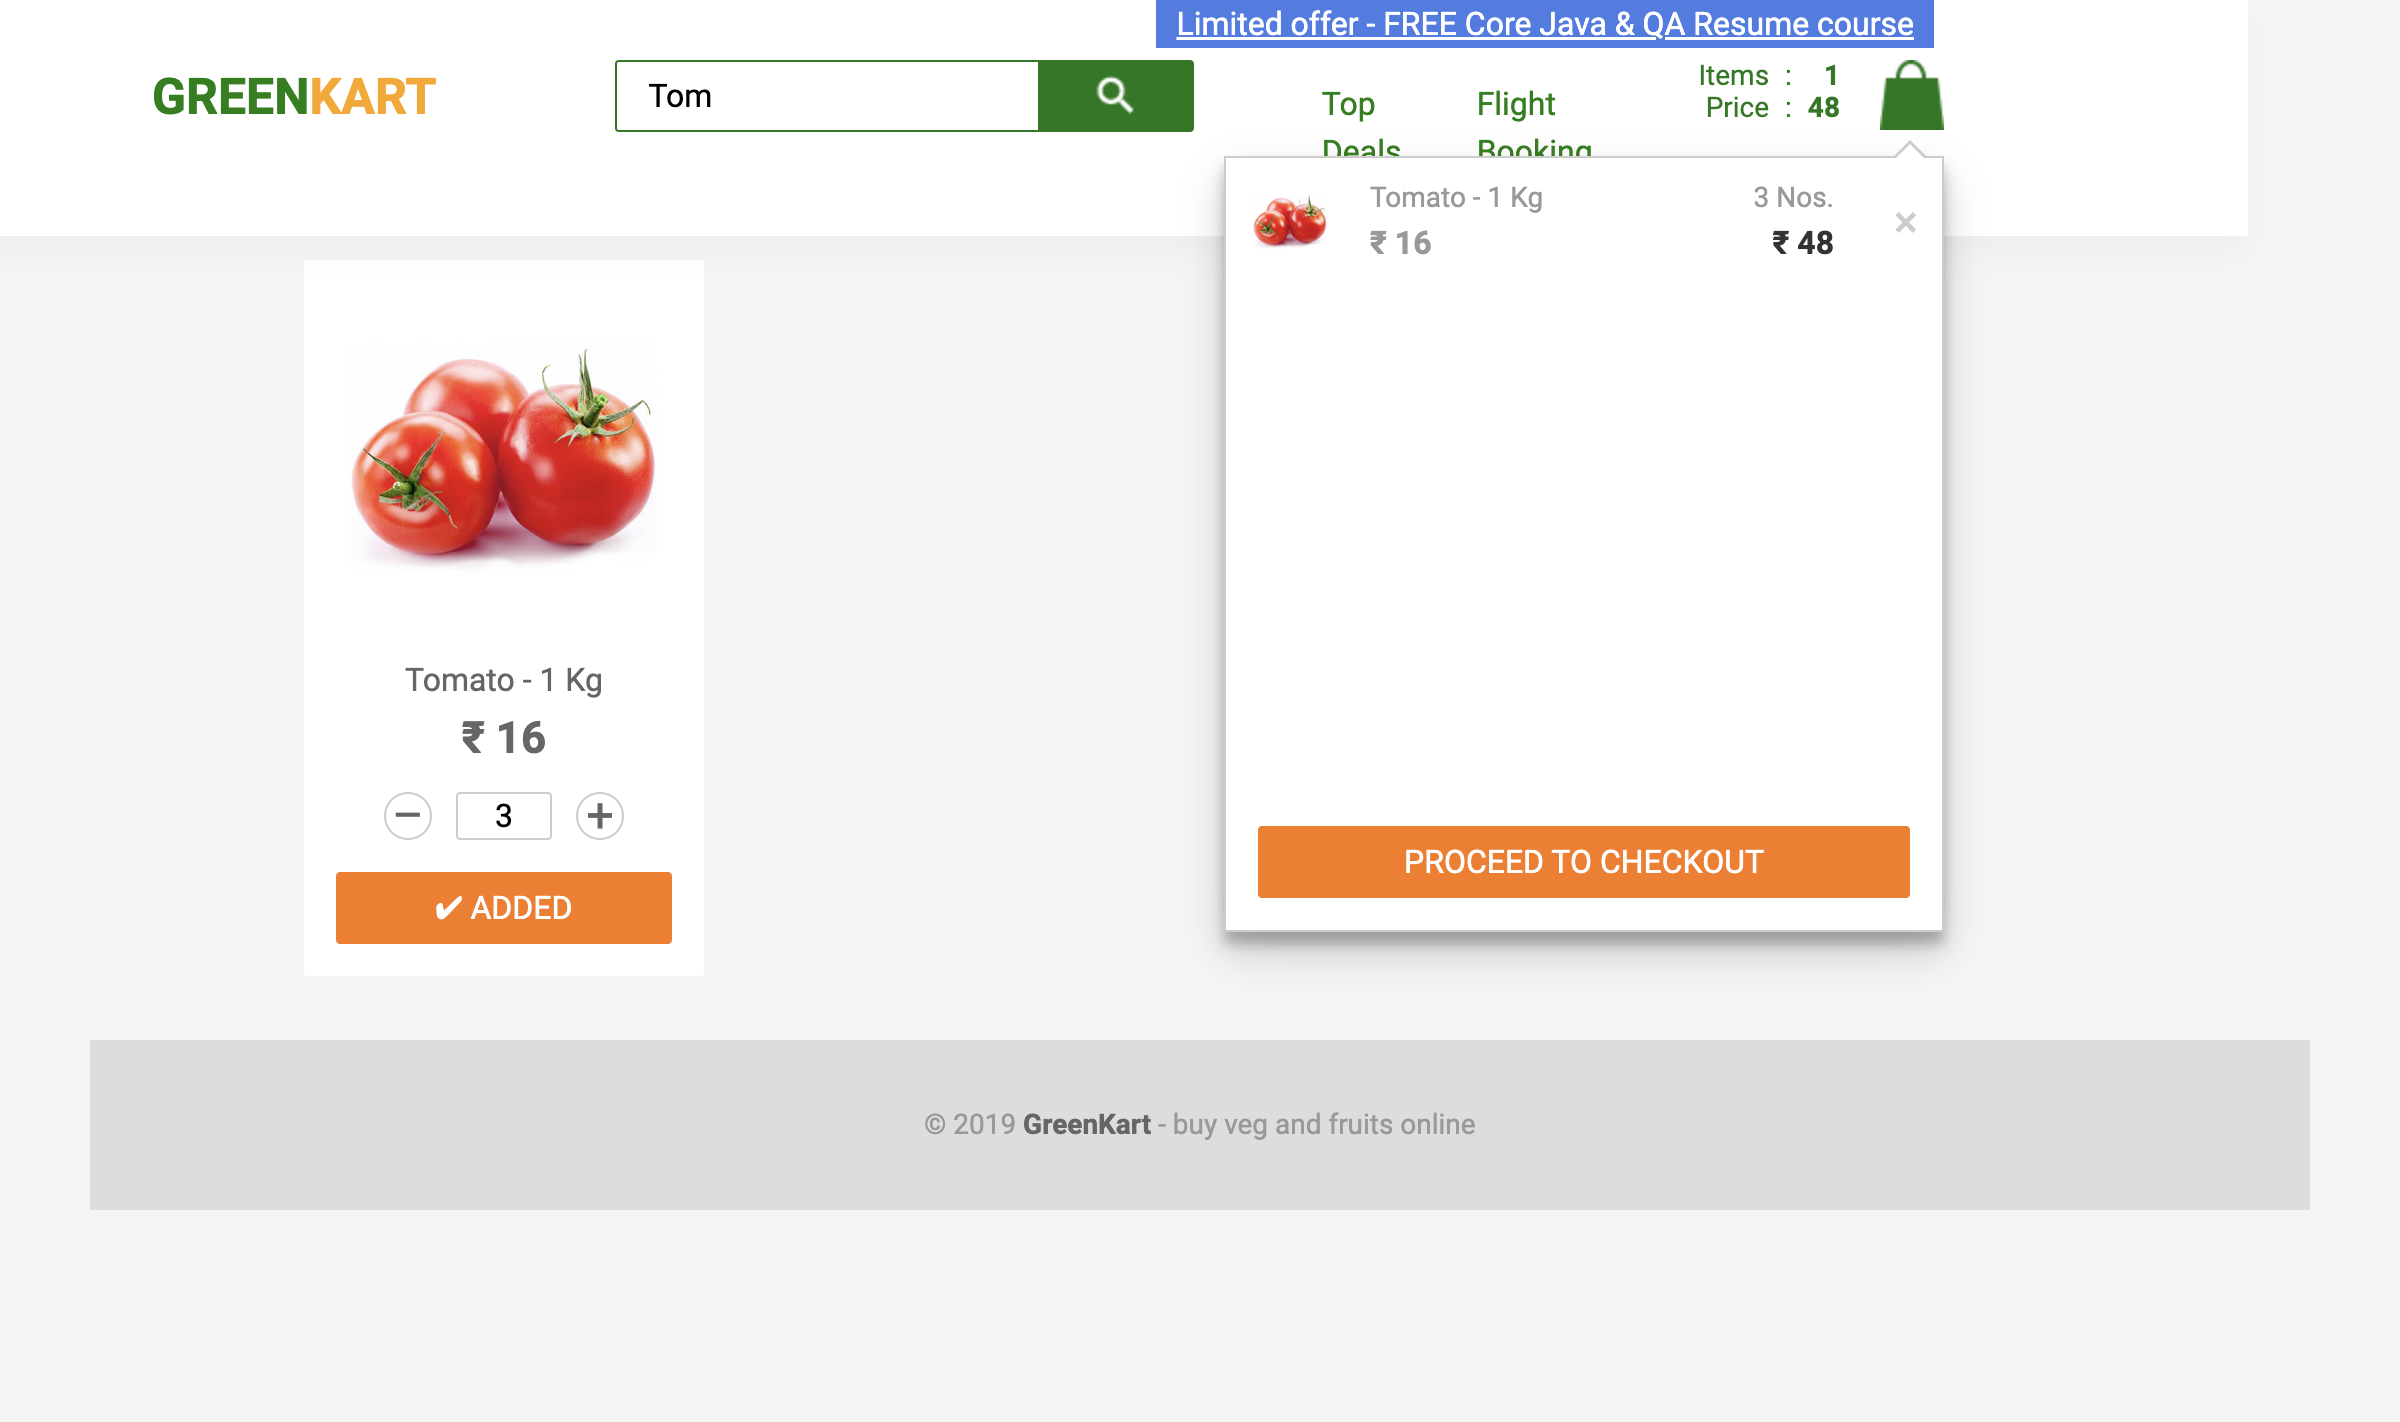 Limited offer - FREE Core Java & QA Resume course
GREENKART
Tom
Top Deals
Flight Booking
Items : 1
Price : 48
Tomato - 1 Kg
3 Nos.
₹ 16
₹ 48
×
PROCEED TO CHECKOUT
Tomato - 1 Kg
₹ 16
− 3 +
✔ ADDED
© 2019 GreenKart - buy veg and fruits online